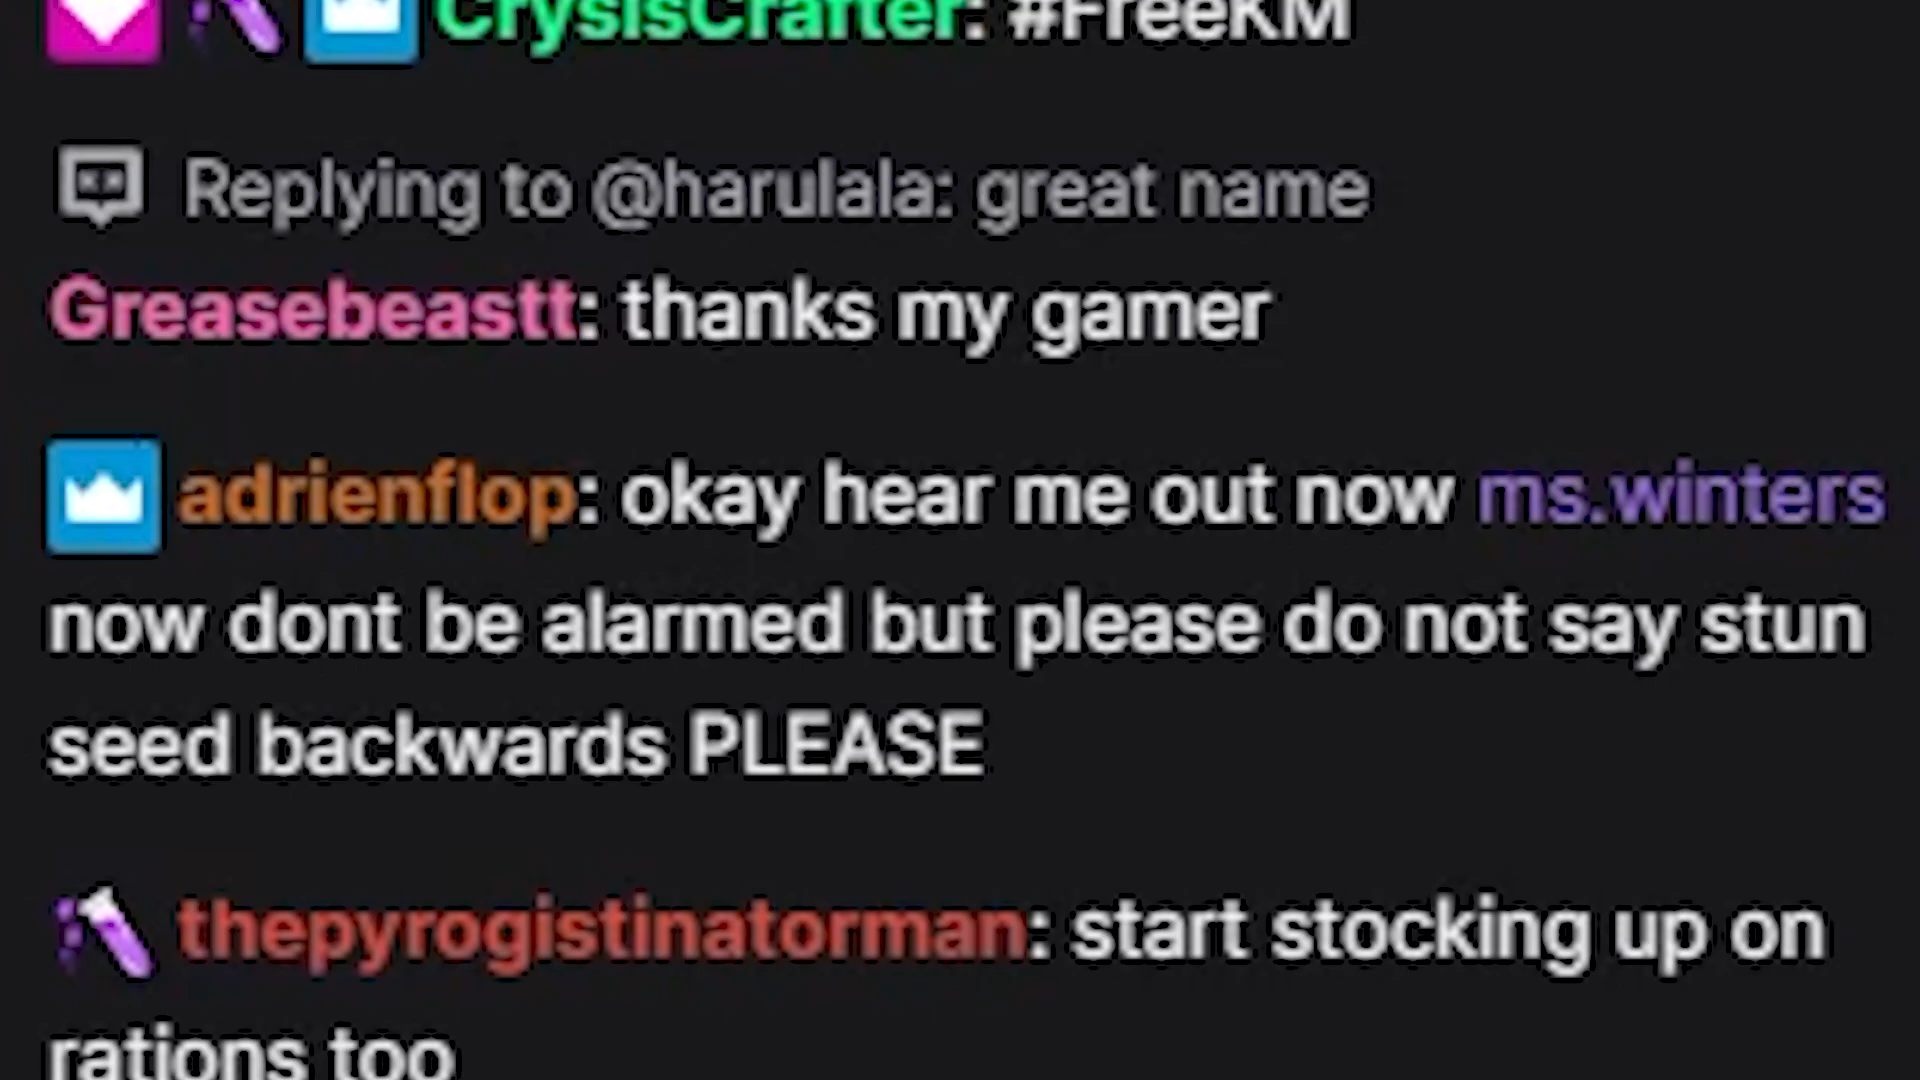 CrysisCrafter: #FreeKM
Replying to @harulala: great name
Greasebeastt: thanks my gamer
adrienflop: okay hear me out now ms.winters
now dont be alarmed but please do not say stun
seed backwards PLEASE
thepyrogistinatorman: start stocking up on
rations too